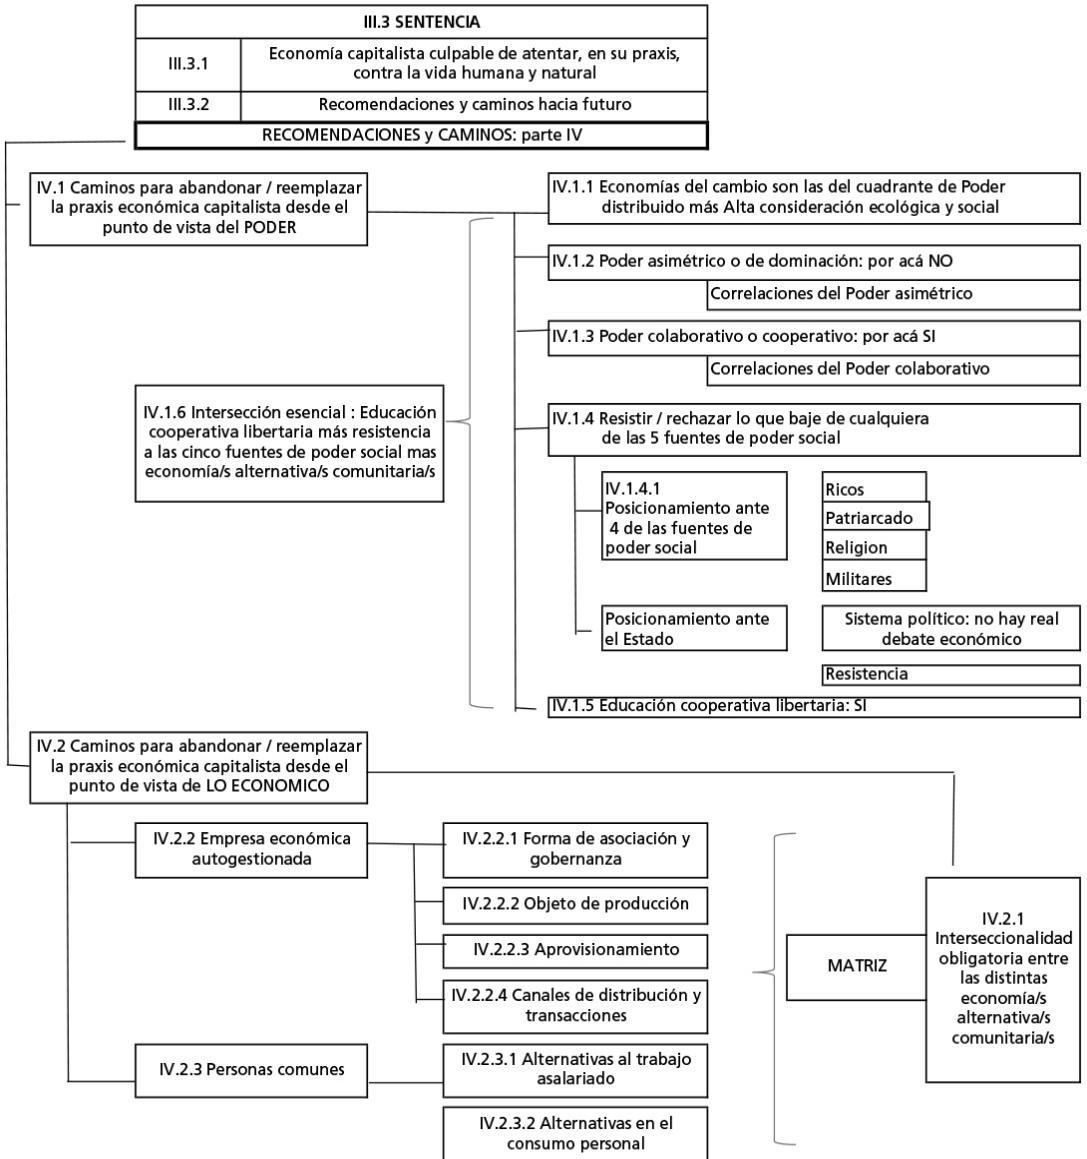 III.3 SENTENCIA
III.3.1
Economía capitalista culpable de atentar, en su praxis,
contra la vida humana y natural
III.3.2
Recomendaciones y caminos hacia futuro
RECOMENDACIONES y CAMINOS: parte IV
IV.1 Caminos para abandonar / reemplazar
la praxis económica capitalista desde el
punto de vista del PODER
IV.1.1 Economías del cambio son las del cuadrante de Poder
distribuido más Alta consideración ecológica y social
IV.1.2 Poder asimétrico o de dominación: por acá NO
Correlaciones del Poder asimétrico
IV.1.3 Poder colaborativo o cooperativo: por acá SI
Correlaciones del Poder colaborativo
IV.1.6 Intersección esencial : Educación
cooperativa libertaria más resistencia
a las cinco fuentes de poder social mas
economía/s alternativa/s comunitaria/s
IV.1.4 Resistir / rechazar lo que baje de cualquiera
de las 5 fuentes de poder social
IV.1.4.1
Posicionamiento ante
4 de las fuentes de
poder social
Ricos
Patriarcado
Religion
Militares
Posicionamiento ante
el Estado
Sistema político: no hay real
debate económico
Resistencia
IV.1.5 Educación cooperativa libertaria: SI
IV.2 Caminos para abandonar / reemplazar
la praxis económica capitalista desde el
punto de vista de LO ECONOMICO
IV.2.2 Empresa económica
autogestionada
IV.2.2.1 Forma de asociación y
gobernanza
IV.2.2.2 Objeto de producción
IV.2.2.3 Aprovisionamiento
IV.2.2.4 Canales de distribución y
transacciones
MATRIZ
IV.2.1
Interseccionalidad
obligatoria entre
las distintas
economía/s
alternativa/s
comunitaria/s
IV.2.3 Personas comunes
IV.2.3.1 Alternativas al trabajo
asalariado
IV.2.3.2 Alternativas en el
consumo personal